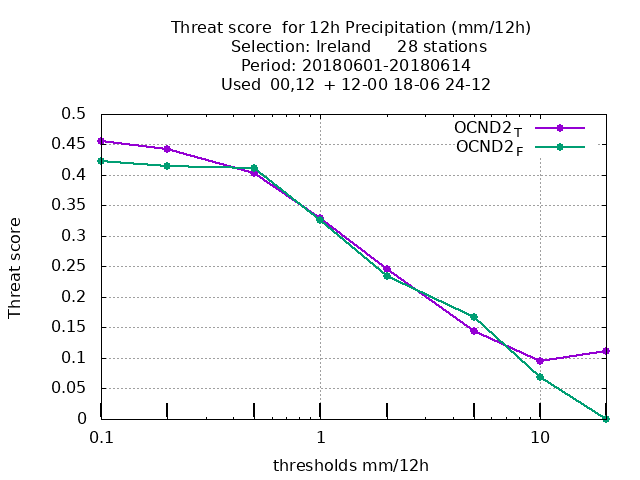 Threat score  for 12h Precipitation (mm/12h)
Selection: Ireland     28 stations
Period: 20180601-20180614
Used  00,12  + 12-00 18-06 24-12
OCND2T
OCND2F
0.5
0.45
0.4
0.35
0.3
0.25
0.2
0.15
0.1
0.05
0
Threat score
0.1 1 10
thresholds mm/12h